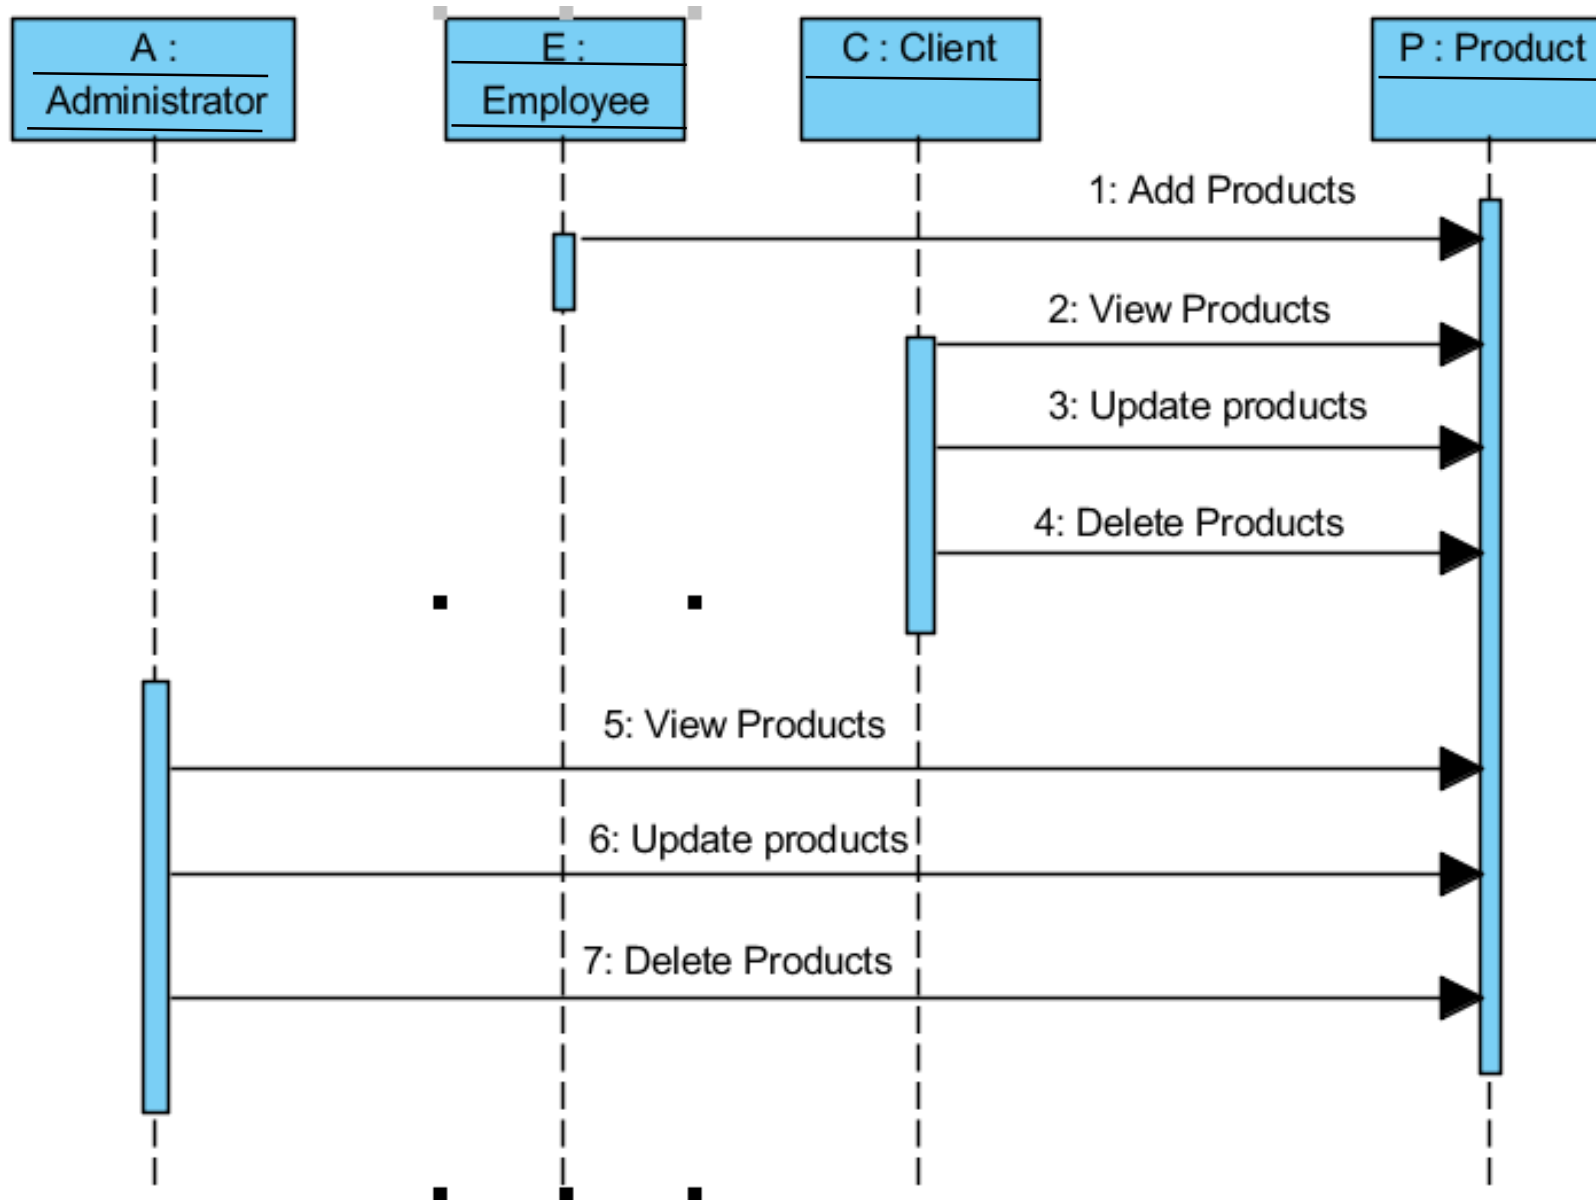 A :
Administrator
E :
Employee
C : Client
P : Product
1: Add Products
2: View Products
3: Update products
4: Delete Products
5: View Products
6: Update products
7: Delete Products